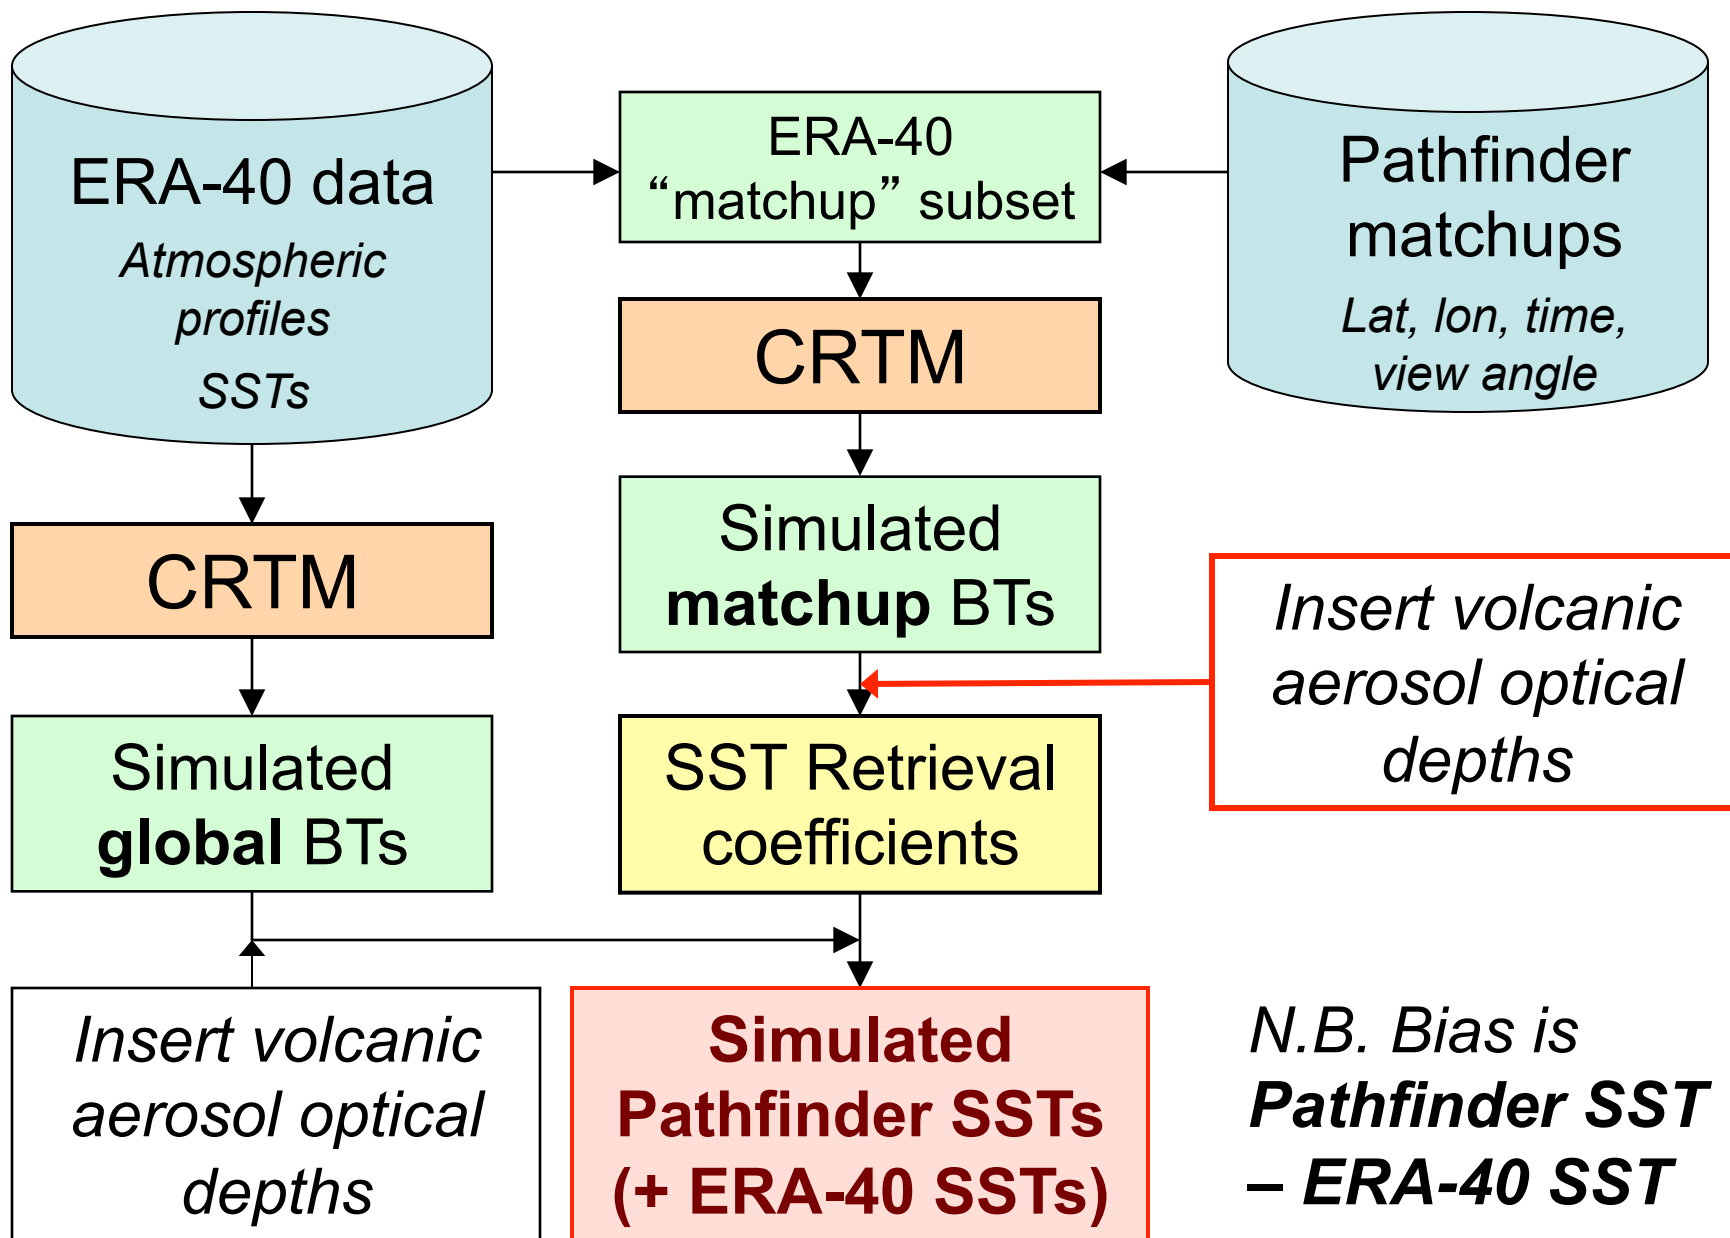 ERA-40 data
Atmospheric
profiles
SSTs
ERA-40
“matchup” subset
Pathfinder
matchups
Lat, lon, time,
view angle
CRTM
CRTM
Simulated
matchup BTs
Insert volcanic
aerosol optical
depths
Simulated
global BTs
SST Retrieval
coefficients
Insert volcanic
aerosol optical
depths
Simulated
Pathfinder SSTs
(+ ERA-40 SSTs)
N.B. Bias is
Pathfinder SST
– ERA-40 SST